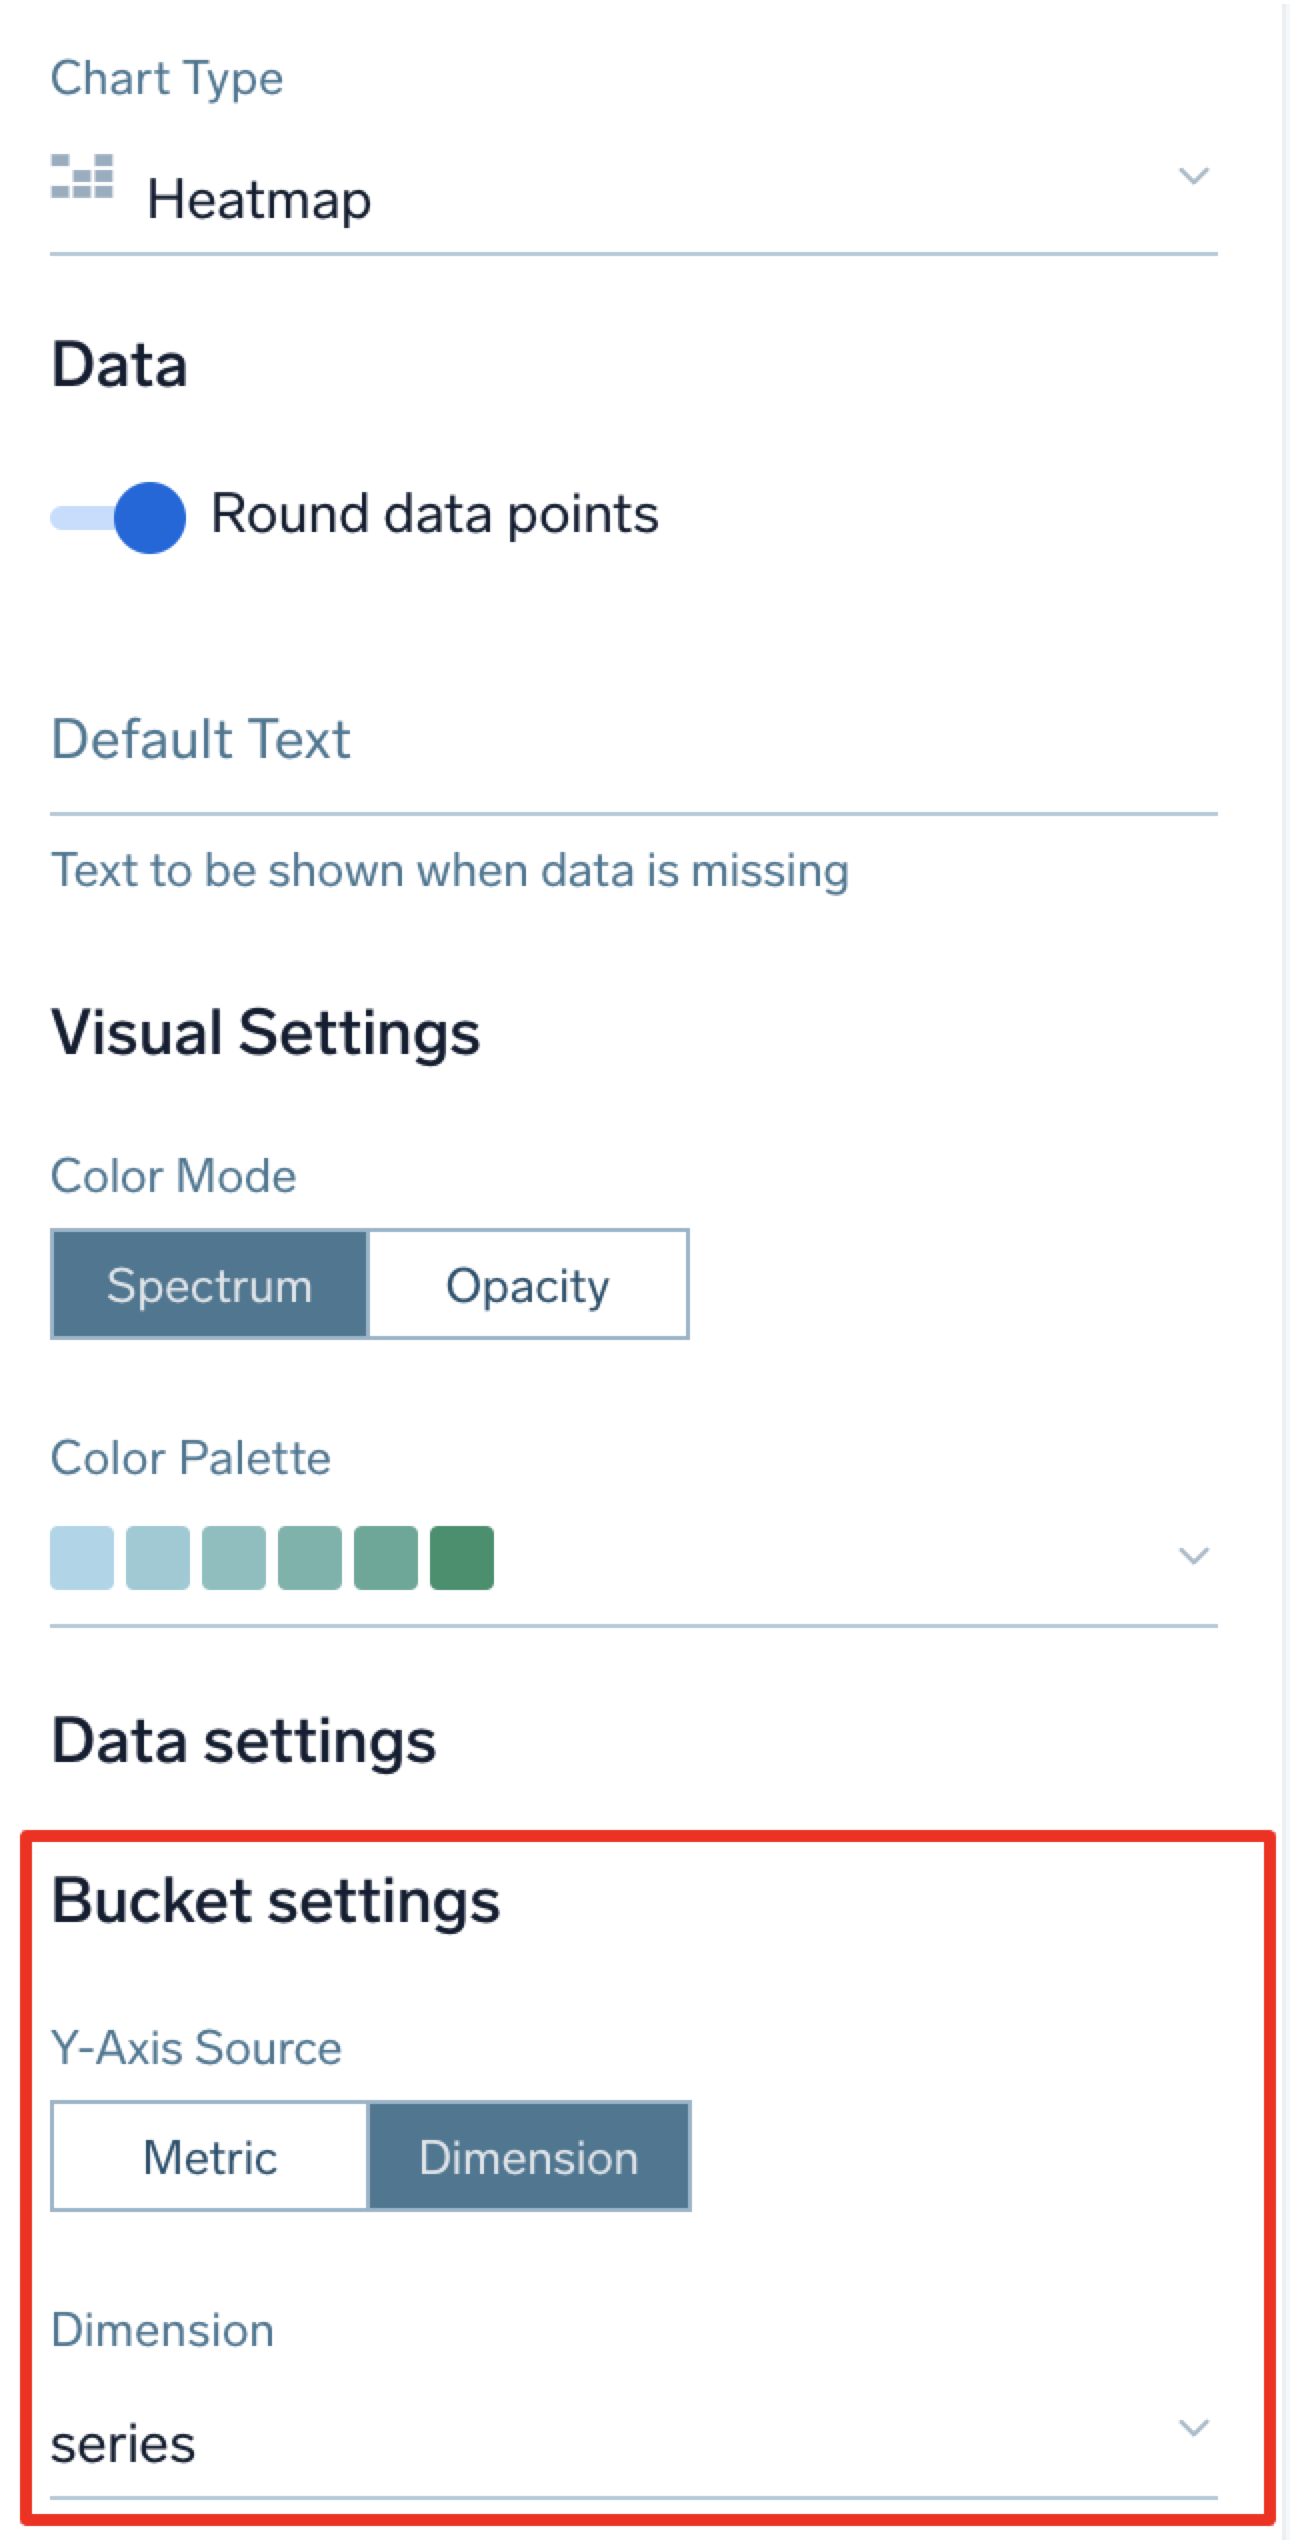 Chart Type
Heatmap
Data
Round data points
Default Text
Text to be shown when data is missing
Visual Settings
Color Mode
Spectrum Opacity
Color Palette
Data settings
Bucket settings
Y-Axis Source
Metric Dimension
Dimension
series